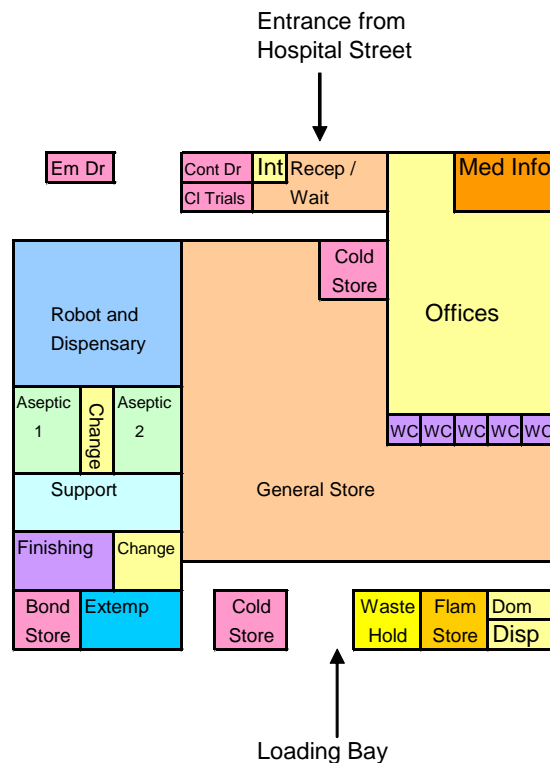 Entrance from
Hospital Street
Em Dr
Cont Dr
Int
Recep /
Wait
Med Info
Cl Trials
Cold
Store
Robot and
Dispensary
Offices
Aseptic
1
Change
Aseptic
2
WC
WC
WC
WC
WC
Support
General Store
Finishing
Change
Bond
Store
Extemp
Cold
Store
Waste
Hold
Flam
Store
Dom
Disp
Loading Bay